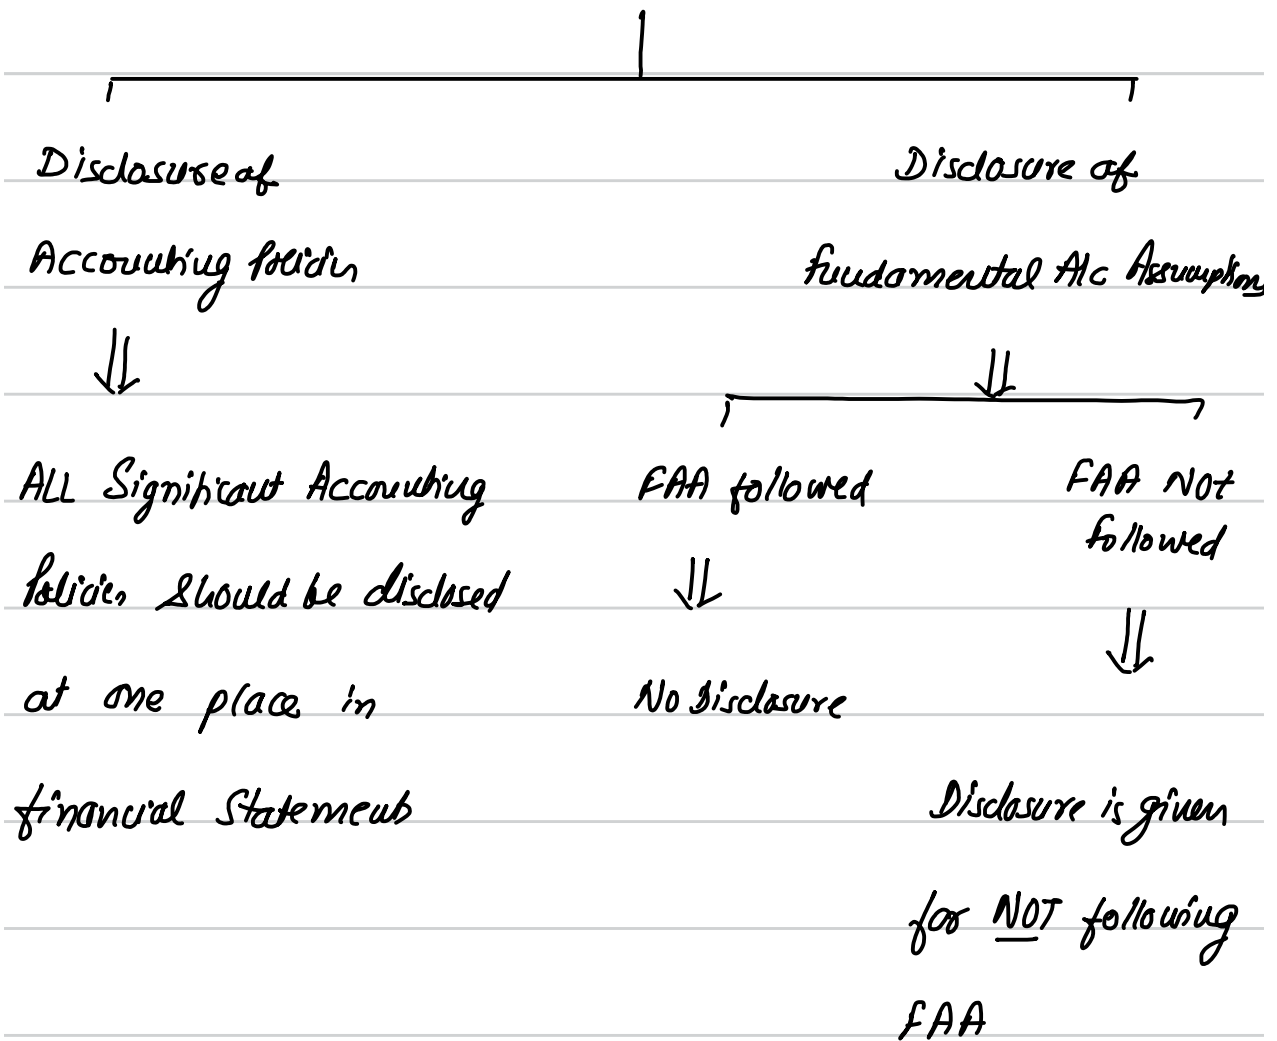 Disclosure of
Accounting Policies
ALL Significant Accounting
Policies should be disclosed
at one place in
financial Statements
Disclosure of
Fundamental A/c Assumptions
FAA followed
No Disclosure
FAA Not
followed
Disclosure is given
for NOT following
FAA